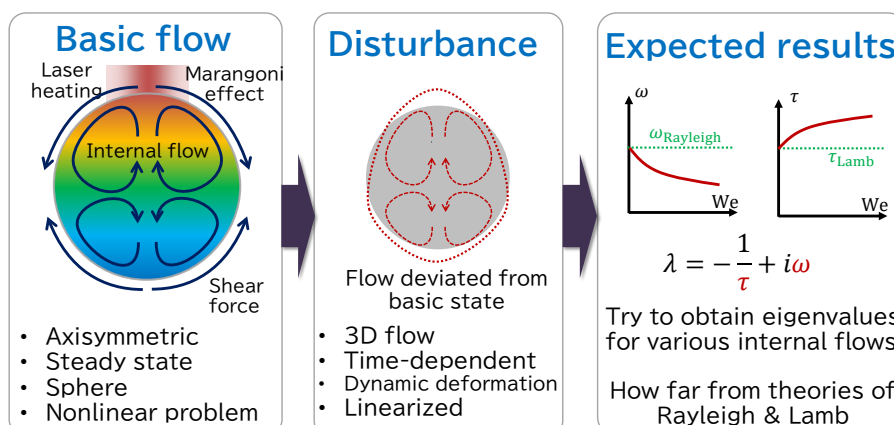 Basic flow
Laser
heating
Marangoni
effect
Internal flow
Shear
force
• Axisymmetric
• Steady state
• Sphere
• Nonlinear problem
Disturbance
Flow deviated from
basic state
• 3D flow
• Time-dependent
• Dynamic deformation
• Linearized
Expected results
ω
ω_Rayleigh
We
τ
τ_Lamb
We
λ = −1/τ + iω
Try to obtain eigenvalues
for various internal flows
How far from theories of
Rayleigh & Lamb